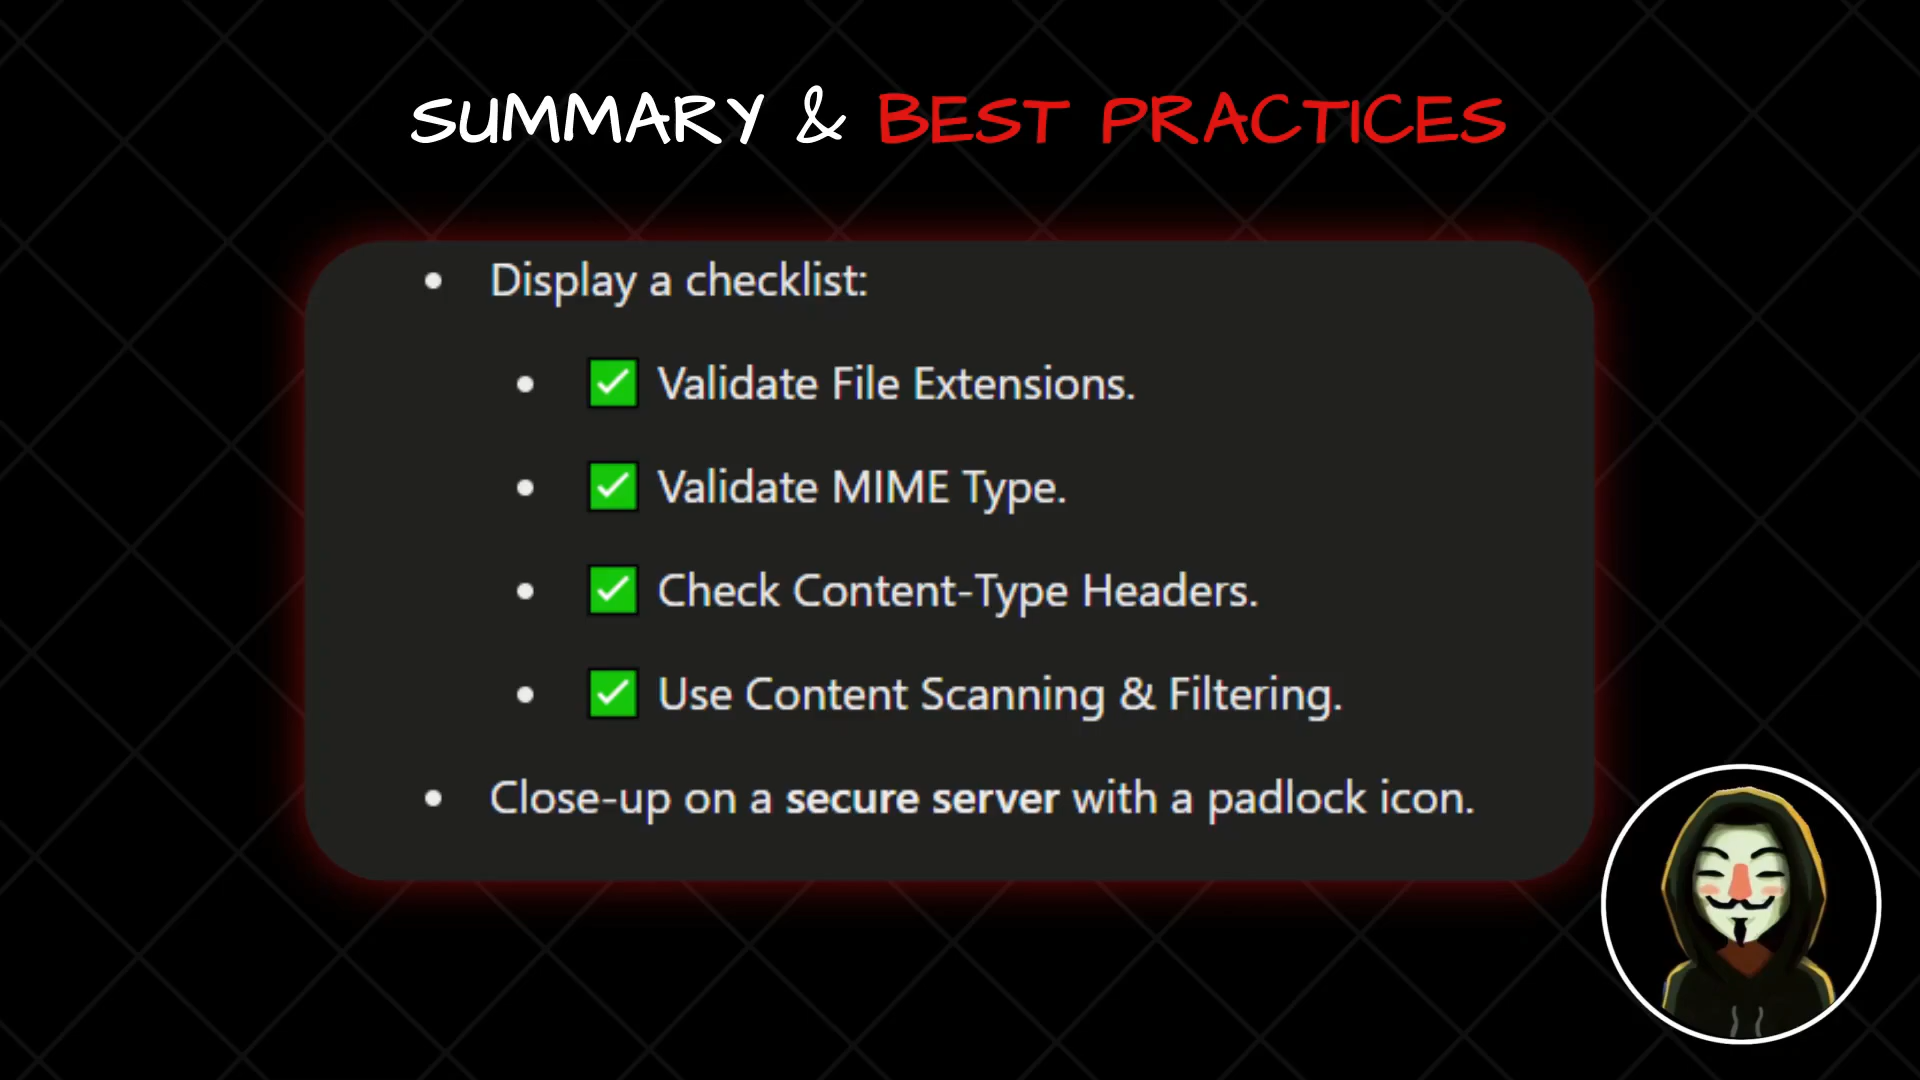 SUMMARY & BEST PRACTICES
• Display a checklist:
• ✅ Validate File Extensions.
• ✅ Validate MIME Type.
• ✅ Check Content-Type Headers.
• ✅ Use Content Scanning & Filtering.
• Close-up on a secure server with a padlock icon.